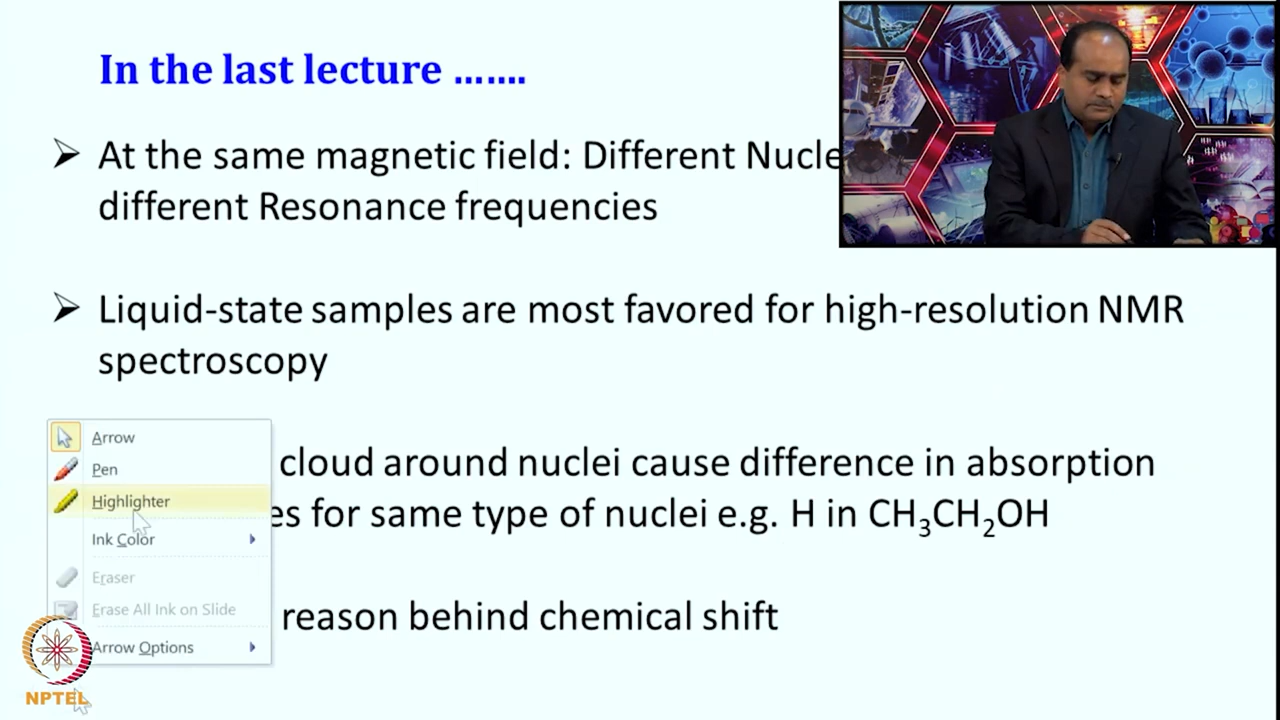 In the last lecture .......
➢ At the same magnetic field: Different Nucle
different Resonance frequencies
➢ Liquid-state samples are most favored for high-resolution NMR
spectroscopy
cloud around nuclei cause difference in absorption
es for same type of nuclei e.g. H in CH₃CH₂OH
reason behind chemical shift
Arrow
Pen
Highlighter
Ink Color
Eraser
Erase All Ink on Slide
Arrow Options
NPTEL